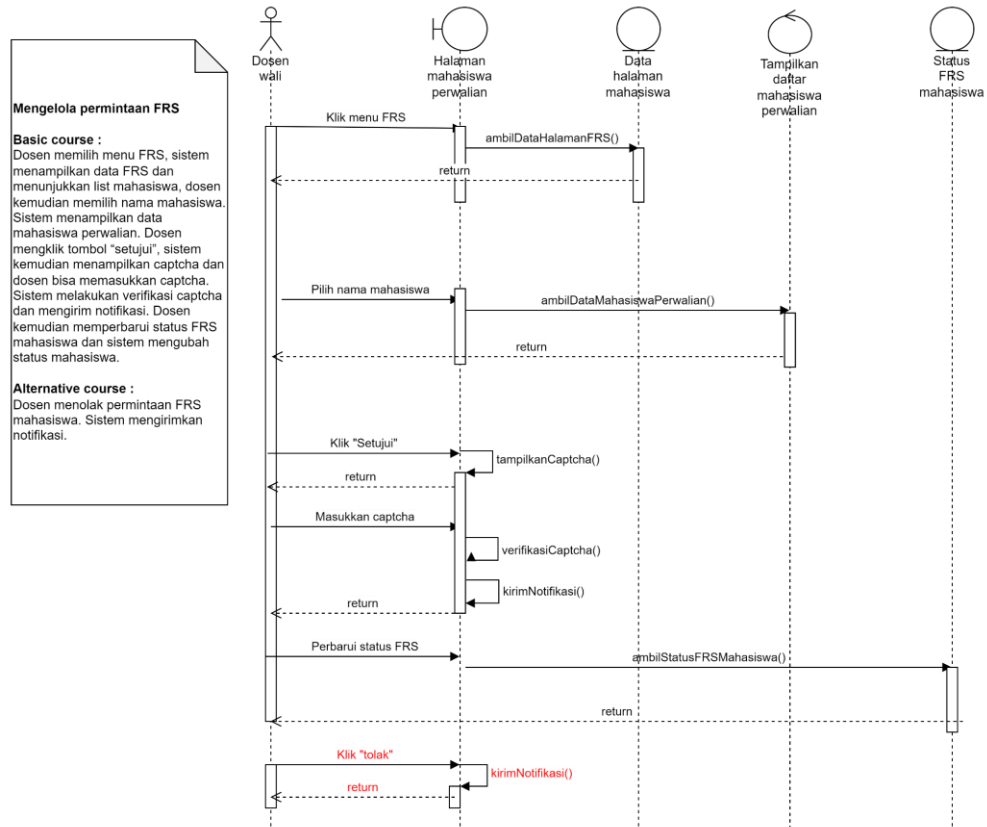 Mengelola permintaan FRS
Basic course :
Dosen memilih menu FRS, sistem
menampilkan data FRS dan
menunjukkan list mahasiswa, dosen
kemudian memilih nama mahasiswa.
Sistem menampilkan data
mahasiswa perwalian. Dosen
mengklik tombol "setujui", sistem
kemudian menampilkan captcha dan
dosen bisa memasukkan captcha.
Sistem melakukan verifikasi captcha
dan mengirim notifikasi. Dosen
kemudian memperbarui status FRS
mahasiswa dan sistem mengubah
status mahasiswa.
Alternative course :
Dosen menolak permintaan FRS
mahasiswa. Sistem mengirimkan
notifikasi.
Dosen
wali
Halaman
mahasiswa
perwalian
Data
halaman
mahasiswa
Tampilkan
daftar
mahasiswa
perwalian
Status
FRS
mahasiswa
Klik menu FRS
ambilDataHalamanFRS()
return
Pilih nama mahasiswa
ambilDataMahasiswaPerwalian()
return
Klik "Setujui"
tampilkanCaptcha()
return
Masukkan captcha
verifikasiCaptcha()
kirimNotifikasi()
return
Perbarui status FRS
ambilStatusFRSMahasiswa()
return
Klik "tolak"
kirimNotifikasi()
return